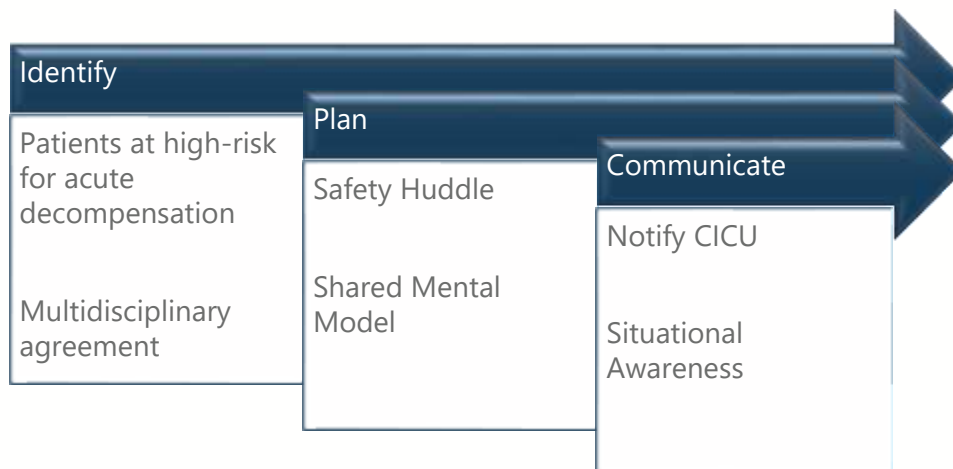 Identify
Patients at high-risk
for acute
decompensation
Multidisciplinary
agreement
Plan
Safety Huddle
Shared Mental
Model
Communicate
Notify CICU
Situational
Awareness